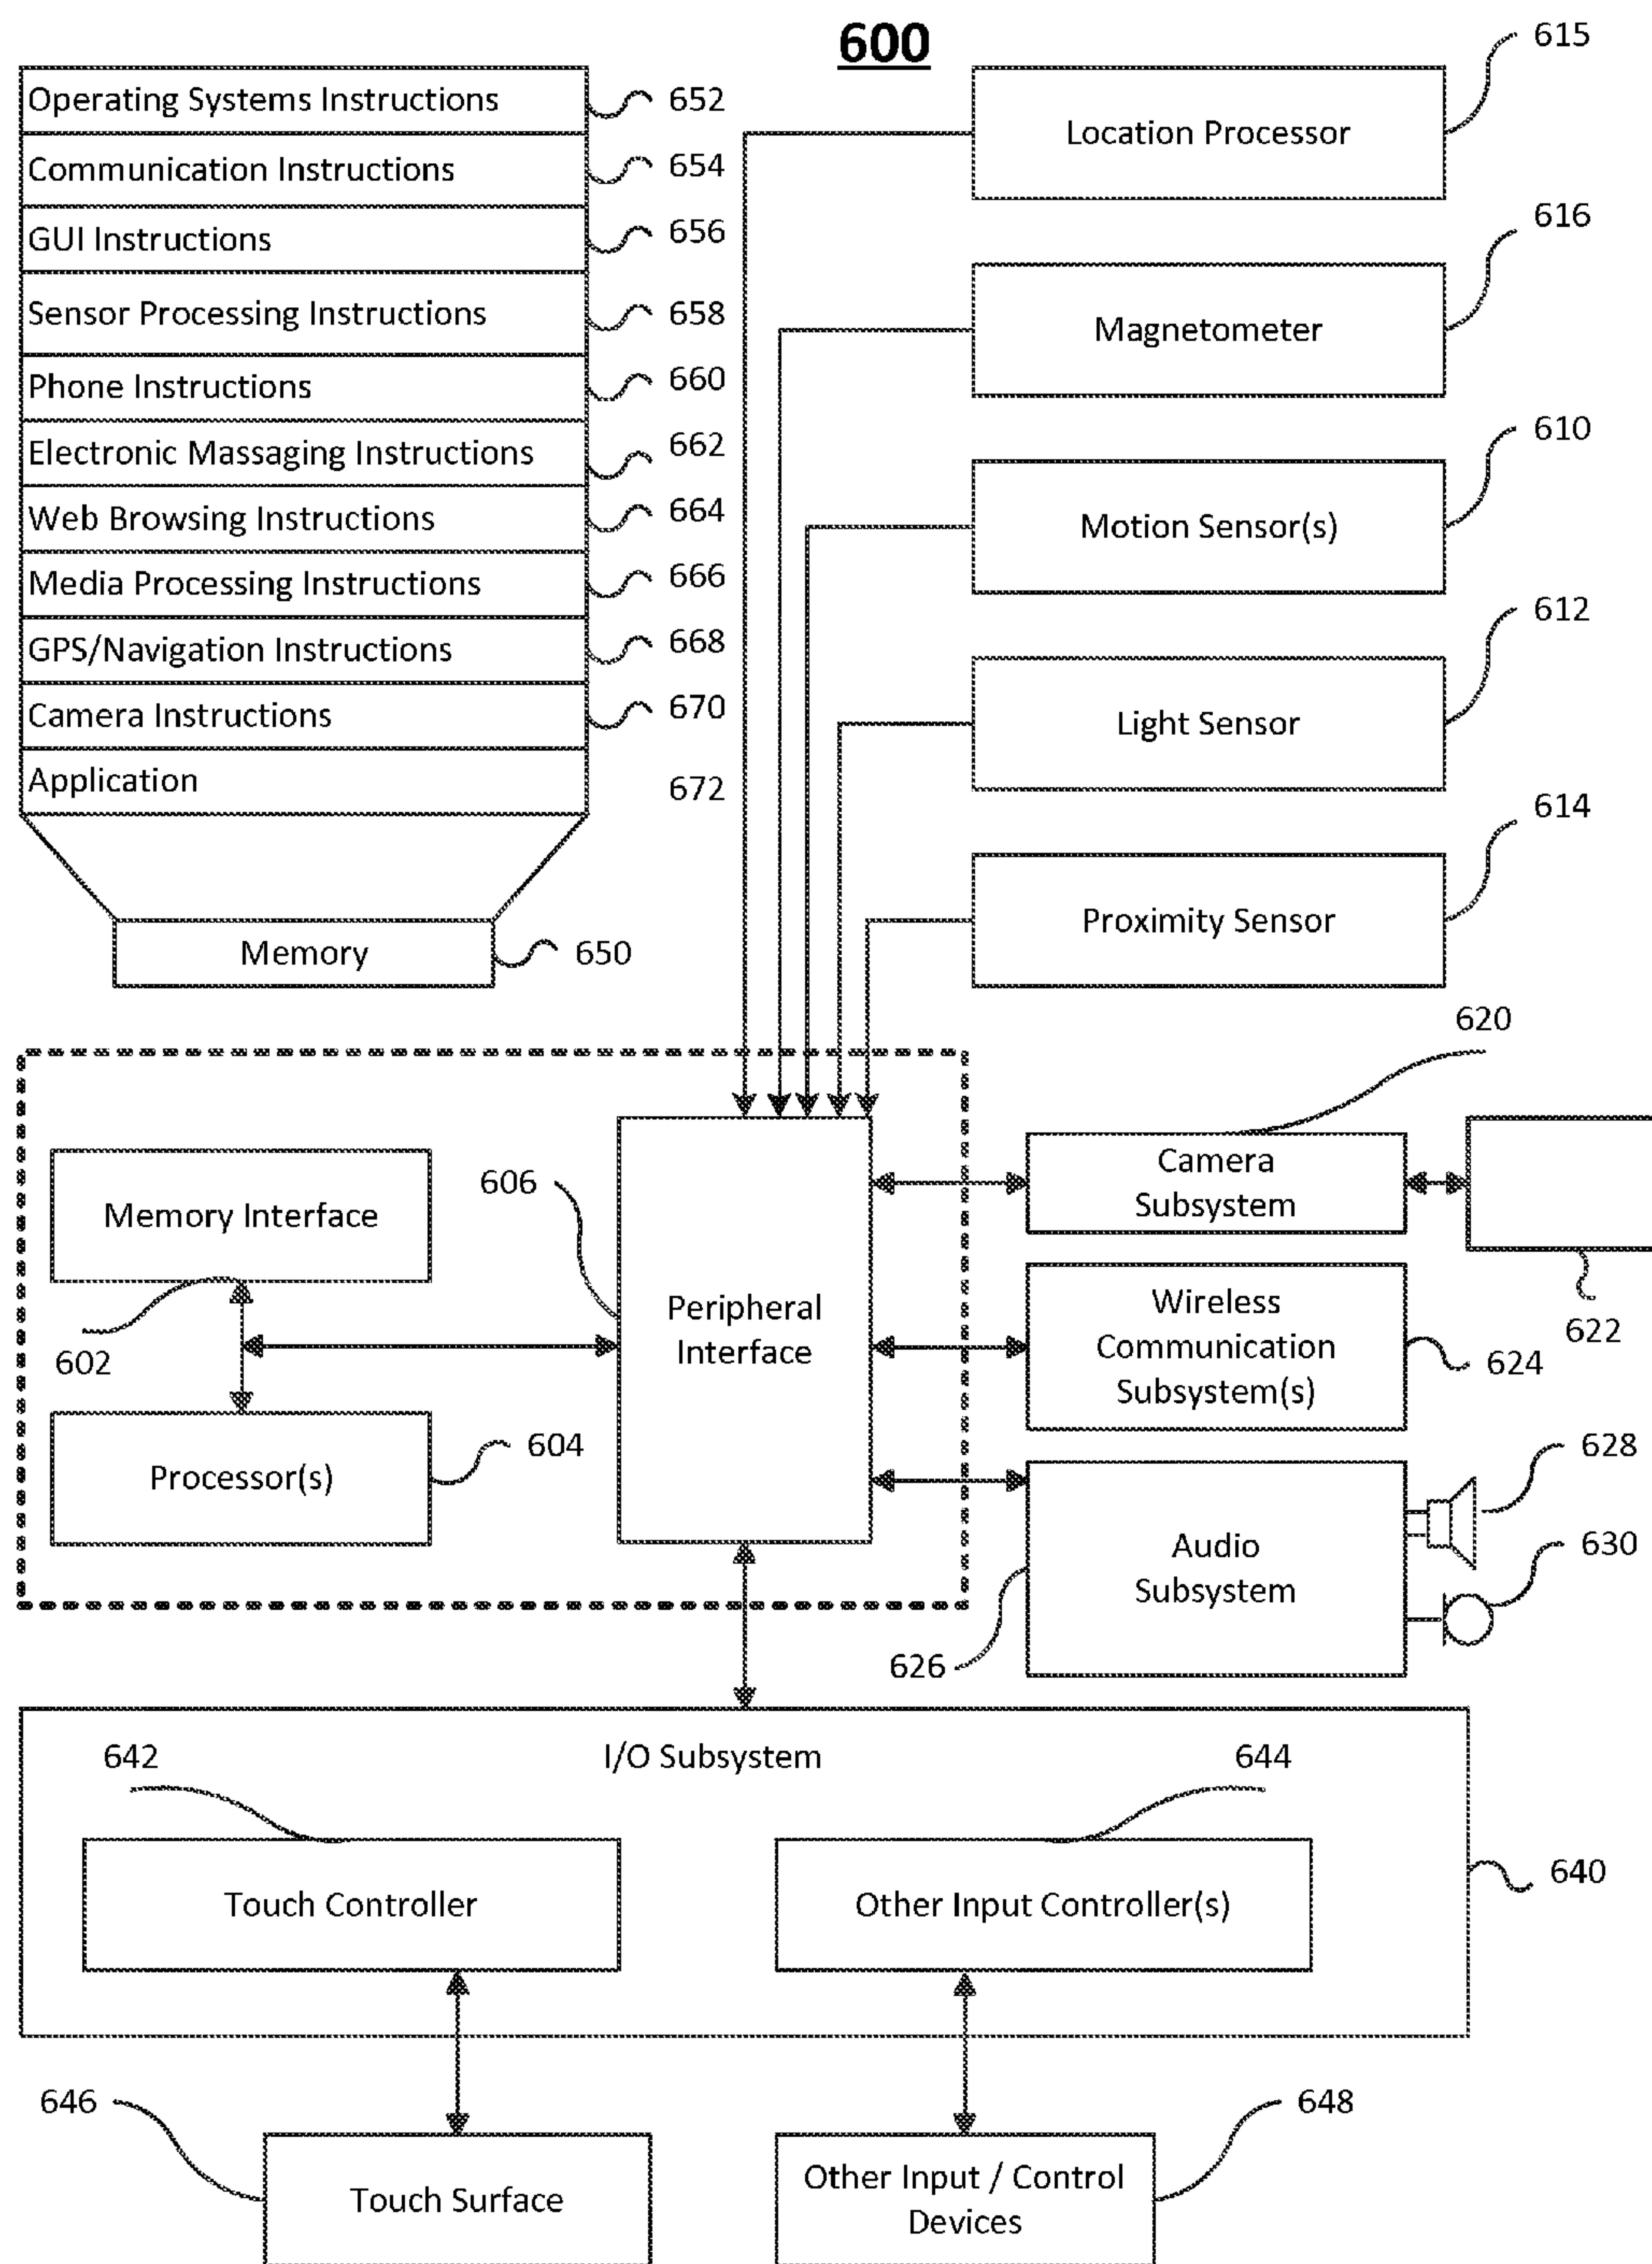 600
Operating Systems Instructions 652
Communication Instructions 654
GUI Instructions 656
Sensor Processing Instructions 658
Phone Instructions 660
Electronic Massaging Instructions 662
Web Browsing Instructions 664
Media Processing Instructions 666
GPS/Navigation Instructions 668
Camera Instructions 670
Application 672
Memory 650
615
Location Processor
616
Magnetometer
610
Motion Sensor(s)
612
Light Sensor
614
Proximity Sensor
620
Memory Interface
602
Processor(s)
604
606
Peripheral
Interface
Camera
Subsystem
622
Wireless
Communication
Subsystem(s)
624
628
Audio
Subsystem
630
626
I/O Subsystem
642
644
Touch Controller
Other Input Controller(s)
640
646
Touch Surface
648
Other Input / Control
Devices